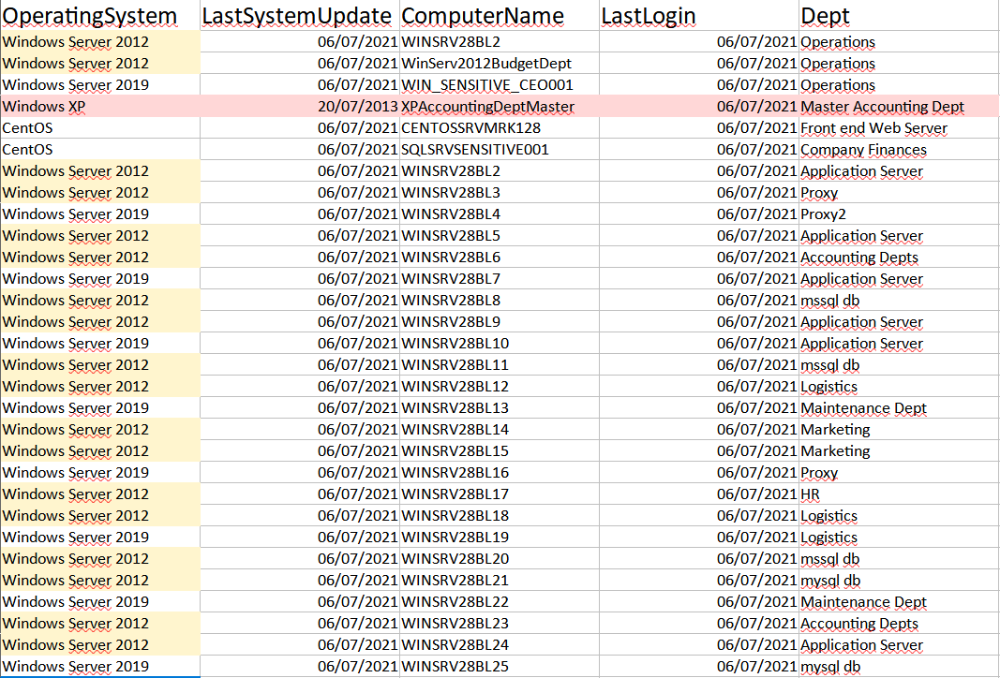 OperatingSystem LastSystemUpdate ComputerName LastLogin Dept
Windows Server 2012 06/07/2021 WINSRV28BL2 06/07/2021 Operations
Windows Server 2012 06/07/2021 WinServ2012BudgetDept 06/07/2021 Operations
Windows Server 2019 06/07/2021 WIN_SENSITIVE_CEO001 06/07/2021 Operations
Windows XP 20/07/2013 XPAccountingDeptMaster 06/07/2021 Master Accounting Dept
CentOS 06/07/2021 CENTOSSRVMRK128 06/07/2021 Front end Web Server
CentOS 06/07/2021 SQLSRVSENSITIVE001 06/07/2021 Company Finances
Windows Server 2012 06/07/2021 WINSRV28BL2 06/07/2021 Application Server
Windows Server 2012 06/07/2021 WINSRV28BL3 06/07/2021 Proxy
Windows Server 2019 06/07/2021 WINSRV28BL4 06/07/2021 Proxy2
Windows Server 2012 06/07/2021 WINSRV28BL5 06/07/2021 Application Server
Windows Server 2012 06/07/2021 WINSRV28BL6 06/07/2021 Accounting Depts
Windows Server 2019 06/07/2021 WINSRV28BL7 06/07/2021 Application Server
Windows Server 2012 06/07/2021 WINSRV28BL8 06/07/2021 mssql db
Windows Server 2012 06/07/2021 WINSRV28BL9 06/07/2021 Application Server
Windows Server 2019 06/07/2021 WINSRV28BL10 06/07/2021 Application Server
Windows Server 2012 06/07/2021 WINSRV28BL11 06/07/2021 mssql db
Windows Server 2012 06/07/2021 WINSRV28BL12 06/07/2021 Logistics
Windows Server 2019 06/07/2021 WINSRV28BL13 06/07/2021 Maintenance Dept
Windows Server 2012 06/07/2021 WINSRV28BL14 06/07/2021 Marketing
Windows Server 2012 06/07/2021 WINSRV28BL15 06/07/2021 Marketing
Windows Server 2019 06/07/2021 WINSRV28BL16 06/07/2021 Proxy
Windows Server 2012 06/07/2021 WINSRV28BL17 06/07/2021 HR
Windows Server 2012 06/07/2021 WINSRV28BL18 06/07/2021 Logistics
Windows Server 2019 06/07/2021 WINSRV28BL19 06/07/2021 Logistics
Windows Server 2012 06/07/2021 WINSRV28BL20 06/07/2021 mssql db
Windows Server 2012 06/07/2021 WINSRV28BL21 06/07/2021 mysql db
Windows Server 2019 06/07/2021 WINSRV28BL22 06/07/2021 Maintenance Dept
Windows Server 2012 06/07/2021 WINSRV28BL23 06/07/2021 Accounting Depts
Windows Server 2012 06/07/2021 WINSRV28BL24 06/07/2021 Application Server
Windows Server 2019 06/07/2021 WINSRV28BL25 06/07/2021 mysql db